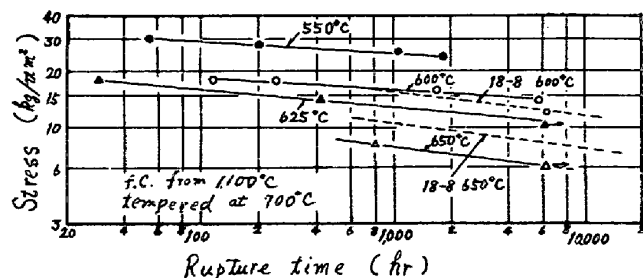 40
30
20
15
10
6
3
Stress (kg/mm²)
550°C
600°C
18-8
600°C
625°C
650°C
18-8 650°C
f.C. from 1,100°C
tempered at 700°C
20
4
6
8
100
2
4
6
8
1,000
2
4
6
8
10,000
Rupture time (hr)